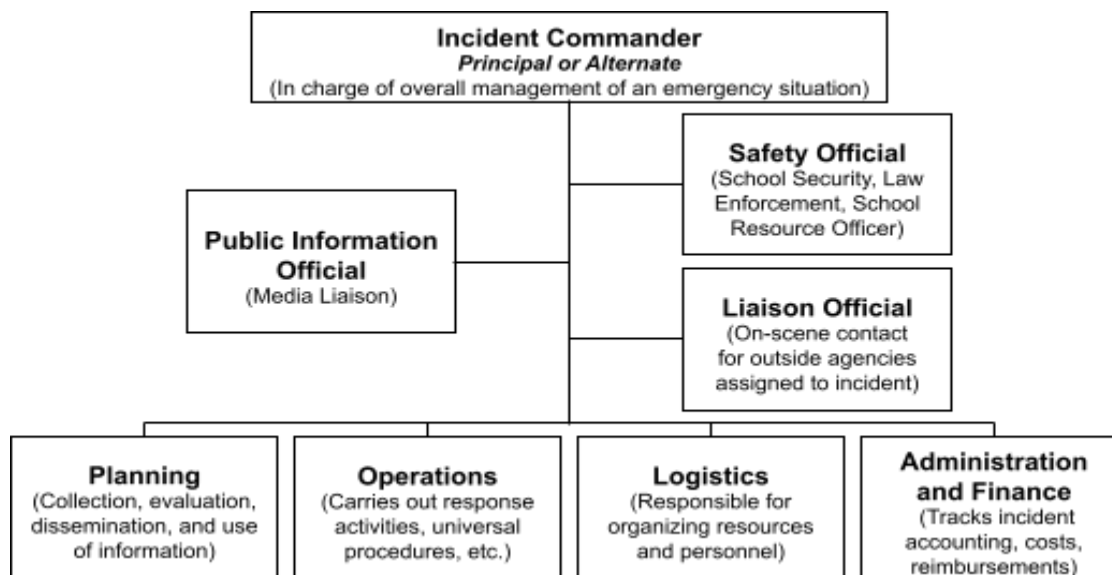 Incident Commander
Principal or Alternate
(In charge of overall management of an emergency situation)
Safety Official
(School Security, Law
Enforcement, School
Resource Officer)
Public Information
Official
(Media Liaison)
Liaison Official
(On-scene contact
for outside agencies
assigned to incident)
Planning
(Collection, evaluation,
dissemination, and use
of information)
Operations
(Carries out response
activities, universal
procedures, etc.)
Logistics
(Responsible for
organizing resources
and personnel)
Administration
and Finance
(Tracks incident
accounting, costs,
reimbursements)